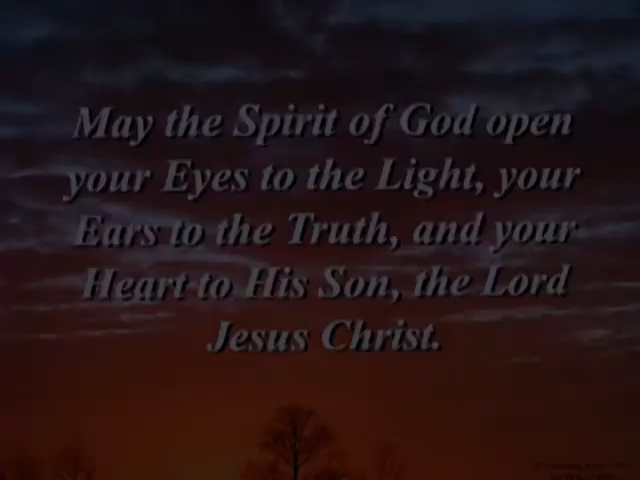 May the Spirit of God open
your Eyes to the Light, your
Ears to the Truth, and your
Heart to His Son, the Lord
Jesus Christ.